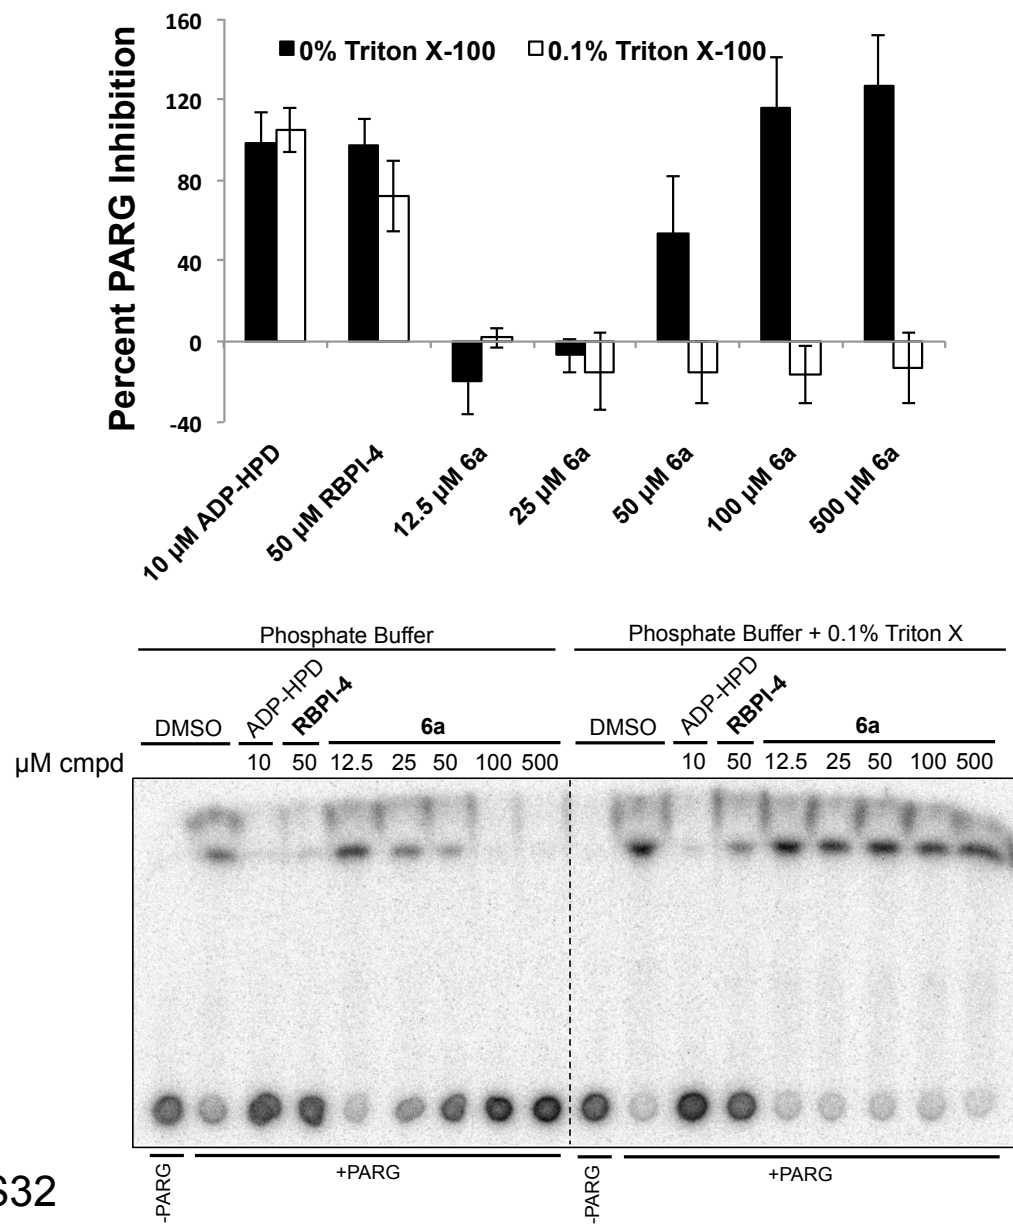 160
0% Triton X-100 0.1% Triton X-100
120
80
40
0
-40
Percent PARG Inhibition
10 µM ADP-HPD
50 µM RBPI-4
12.5 µM 6a
25 µM 6a
50 µM 6a
100 µM 6a
500 µM 6a
Phosphate Buffer Phosphate Buffer + 0.1% Triton X
DMSO ADP-HPD RBPI-4 6a DMSO ADP-HPD RBPI-4 6a
µM cmpd 10 50 12.5 25 50 100 500 10 50 12.5 25 50 100 500
-PARG +PARG -PARG +PARG
S32